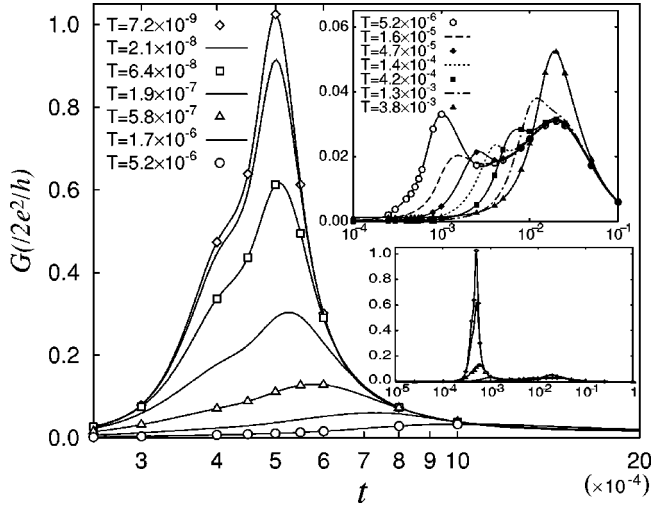 T=7.2×10⁻⁹
2.1×10⁻⁸
T=6.4×10⁻⁸
T=1.9×10⁻⁷
T=5.8×10⁻⁷
T=1.7×10⁻⁶
T=5.2×10⁻⁶
1.0
0.8
0.6
0.4
0.2
0.0
G(/2e²/h)
3 4 5 6 7 8 9 10 20
(×10⁻⁴)
t
T=5.2×10⁻⁶
1.6×10⁻⁵
T=4.7×10⁻⁵
1.4×10⁻⁴
T=4.2×10⁻⁴
T=1.3×10⁻³
T=3.8×10⁻³
0.06
0.04
0.02
0.00
10⁻⁴ 10⁻³ 10⁻² 10⁻¹
1.0
0.8
0.6
0.4
0.2
0.0
10⁻⁵ 10⁻⁴ 10⁻³ 10⁻² 10⁻¹ 1